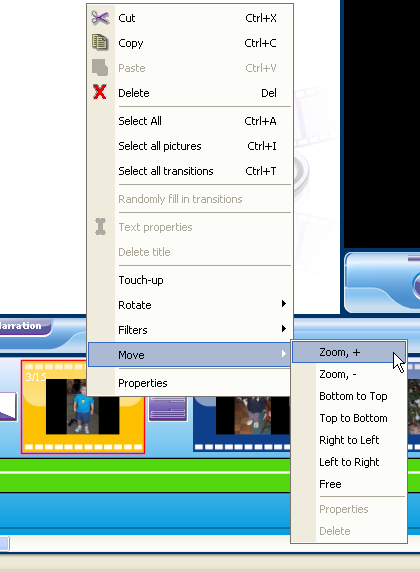 Cut Ctrl+X
Copy Ctrl+C
Paste Ctrl+V
Delete Del
Select All Ctrl+A
Select all pictures Ctrl+I
Select all transitions Ctrl+T
Randomly fill in transitions
Text properties
Delete title
Touch-up
Rotate
Filters
Move
Properties
Zoom, +
Zoom, -
Bottom to Top
Top to Bottom
Right to Left
Left to Right
Free
Properties
Delete
arration
3/15